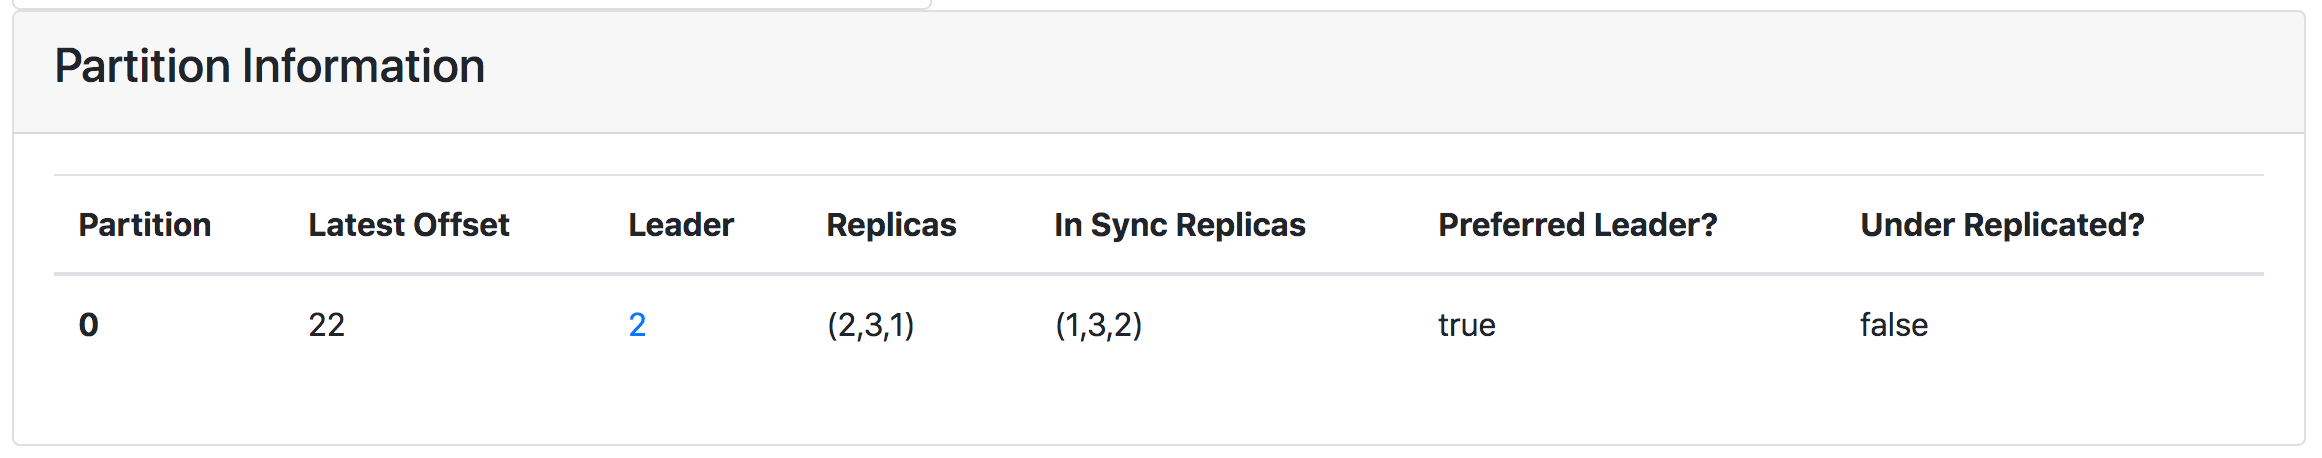 Partition Information
Partition Latest Offset Leader Replicas In Sync Replicas Preferred Leader? Under Replicated?
0 22 2 (2,3,1) (1,3,2) true false